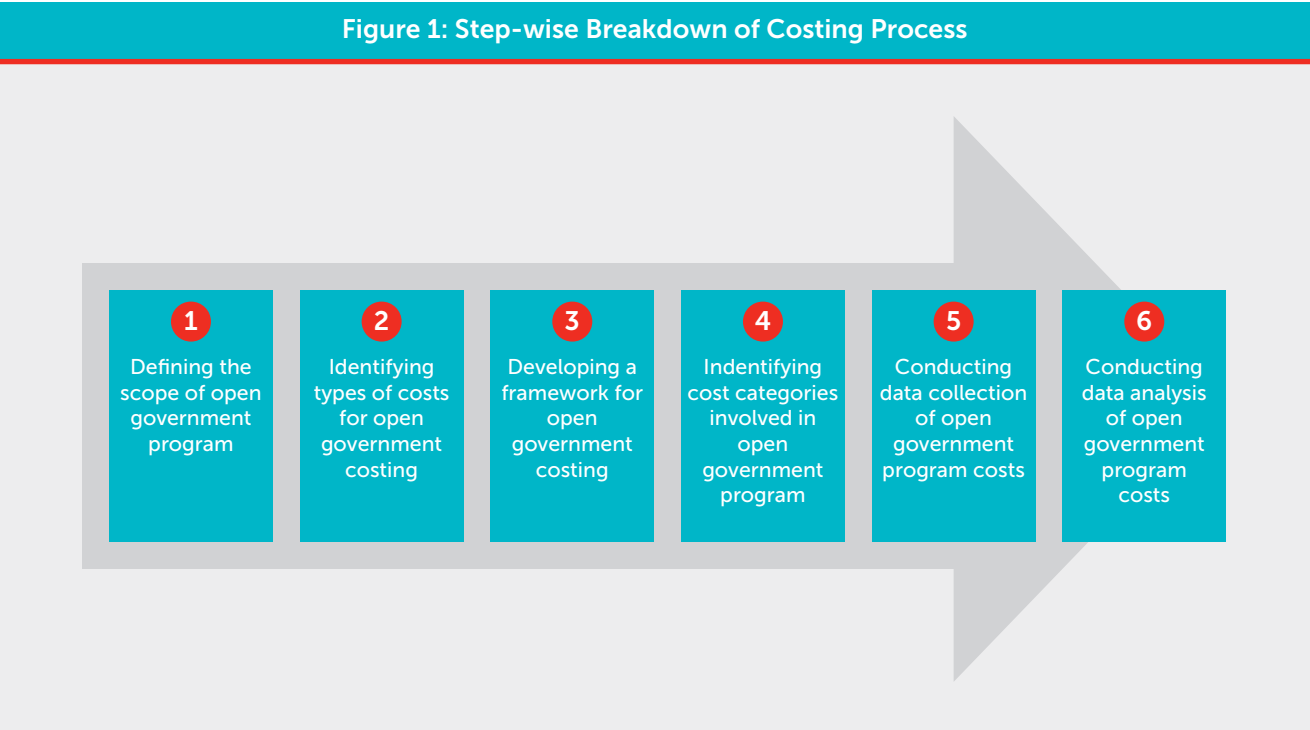 Figure 1: Step-wise Breakdown of Costing Process
1
Defining the
scope of open
government
program
2
Identifying
types of costs
for open
government
costing
3
Developing a
framework for
open
government
costing
4
Indentifying
cost categories
involved in
open
government
program
5
Conducting
data collection
of open
government
program costs
6
Conducting
data analysis
of open
government
program
costs